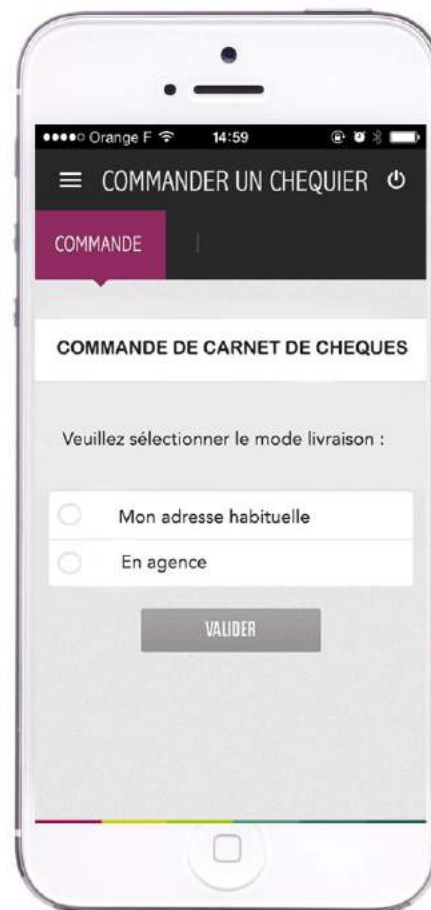 Orange F 14:59
COMMANDER UN CHEQUIER
COMMANDE
COMMANDE DE CARNET DE CHEQUES
Veuillez sélectionner le mode livraison :
Mon adresse habituelle
En agence
VALIDER